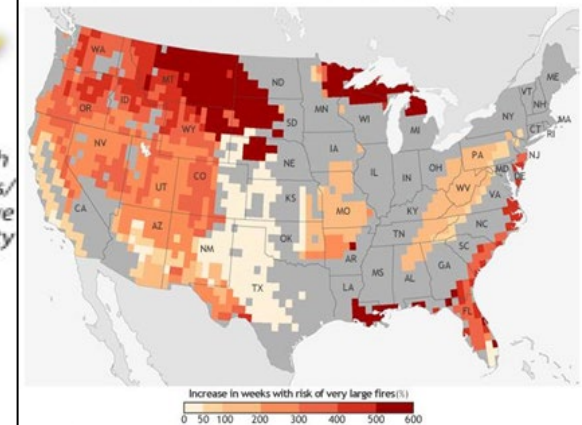 h
s/
e
ty
WA
MT
ND
MN
ME
VT
NH
OR
ID
WY
SD
WI
MI
NY
MA
CT
RI
NV
UT
CO
NE
IA
IL
IN
OH
PA
NJ
MD
DE
CA
KS
MO
KY
WV
VA
AZ
NM
OK
AR
TN
NC
SC
TX
LA
MS
AL
GA
FL
Increase in weeks with risk of very large fires(%)
0 50 100 200 300 400 500 600